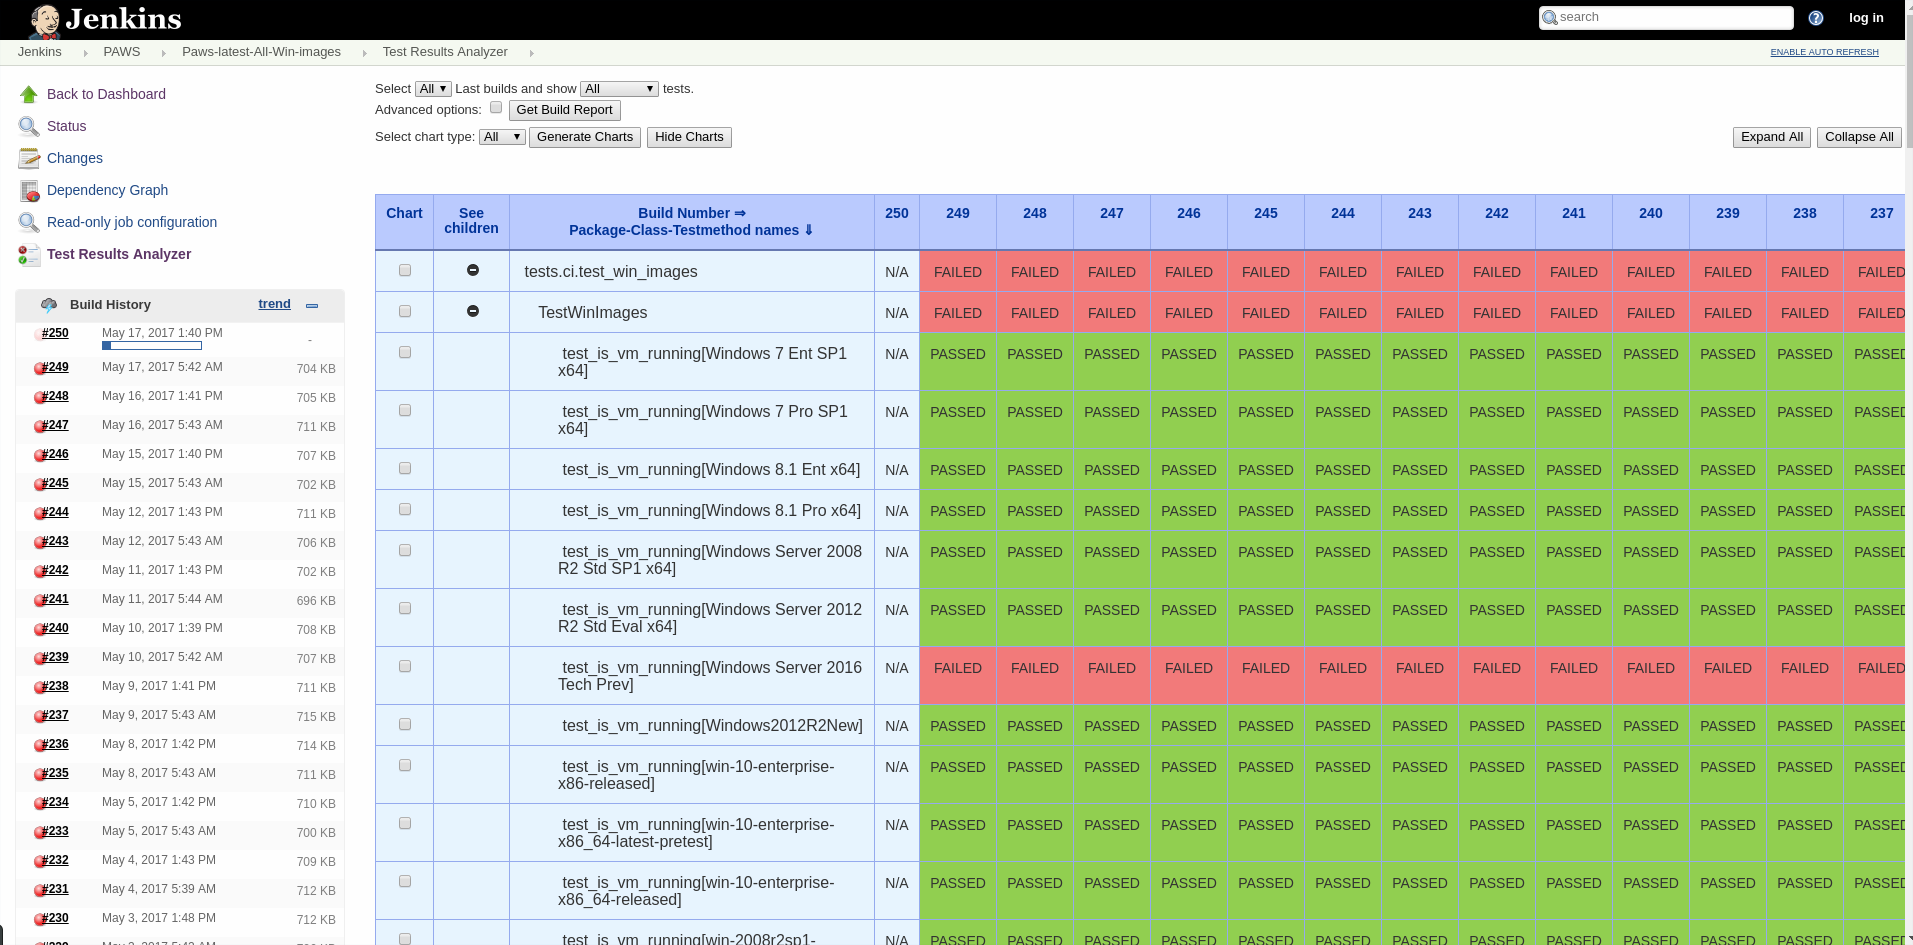 Jenkins
search
log in
Jenkins PAWS Paws-latest-All-Win-images Test Results Analyzer
ENABLE AUTO REFRESH
Back to Dashboard
Status
Changes
Dependency Graph
Read-only job configuration
Test Results Analyzer
Build History trend
#250 May 17, 2017 1:40 PM -
#249 May 17, 2017 5:42 AM 704 KB
#248 May 16, 2017 1:41 PM 705 KB
#247 May 16, 2017 5:43 AM 711 KB
#246 May 15, 2017 1:40 PM 707 KB
#245 May 15, 2017 5:43 AM 702 KB
#244 May 12, 2017 1:43 PM 711 KB
#243 May 12, 2017 5:43 AM 706 KB
#242 May 11, 2017 1:43 PM 702 KB
#241 May 11, 2017 5:44 AM 696 KB
#240 May 10, 2017 1:39 PM 708 KB
#239 May 10, 2017 5:42 AM 707 KB
#238 May 9, 2017 1:41 PM 711 KB
#237 May 9, 2017 5:43 AM 715 KB
#236 May 8, 2017 1:42 PM 714 KB
#235 May 8, 2017 5:43 AM 711 KB
#234 May 5, 2017 1:42 PM 710 KB
#233 May 5, 2017 5:43 AM 700 KB
#232 May 4, 2017 1:43 PM 709 KB
#231 May 4, 2017 5:39 AM 712 KB
#230 May 3, 2017 1:48 PM 712 KB
Select All Last builds and show All tests.
Advanced options: Get Build Report
Select chart type: All Generate Charts Hide Charts
Expand All Collapse All
Chart See Build Number ⇒ 250 249 248 247 246 245 244 243 242 241 240 239 238 237
children Package-Class-Testmethod names ⇓
tests.ci.test_win_images N/A FAILED FAILED FAILED FAILED FAILED FAILED FAILED FAILED FAILED FAILED FAILED FAILED FAILED
TestWinImages N/A FAILED FAILED FAILED FAILED FAILED FAILED FAILED FAILED FAILED FAILED FAILED FAILED FAILED
test_is_vm_running[Windows 7 Ent SP1 N/A PASSED PASSED PASSED PASSED PASSED PASSED PASSED PASSED PASSED PASSED PASSED PASSED PASSED
x64]
test_is_vm_running[Windows 7 Pro SP1 N/A PASSED PASSED PASSED PASSED PASSED PASSED PASSED PASSED PASSED PASSED PASSED PASSED PASSED
x64]
test_is_vm_running[Windows 8.1 Ent x64] N/A PASSED PASSED PASSED PASSED PASSED PASSED PASSED PASSED PASSED PASSED PASSED PASSED PASSED
test_is_vm_running[Windows 8.1 Pro x64] N/A PASSED PASSED PASSED PASSED PASSED PASSED PASSED PASSED PASSED PASSED PASSED PASSED PASSED
test_is_vm_running[Windows Server 2008 N/A PASSED PASSED PASSED PASSED PASSED PASSED PASSED PASSED PASSED PASSED PASSED PASSED PASSED
R2 Std SP1 x64]
test_is_vm_running[Windows Server 2012 N/A PASSED PASSED PASSED PASSED PASSED PASSED PASSED PASSED PASSED PASSED PASSED PASSED PASSED
R2 Std Eval x64]
test_is_vm_running[Windows Server 2016 N/A FAILED FAILED FAILED FAILED FAILED FAILED FAILED FAILED FAILED FAILED FAILED FAILED FAILED
Tech Prev]
test_is_vm_running[Windows2012R2New] N/A PASSED PASSED PASSED PASSED PASSED PASSED PASSED PASSED PASSED PASSED PASSED PASSED PASSED
test_is_vm_running[win-10-enterprise- N/A PASSED PASSED PASSED PASSED PASSED PASSED PASSED PASSED PASSED PASSED PASSED PASSED PASSED
x86-released]
test_is_vm_running[win-10-enterprise- N/A PASSED PASSED PASSED PASSED PASSED PASSED PASSED PASSED PASSED PASSED PASSED PASSED PASSED
x86_64-latest-pretest]
test_is_vm_running[win-10-enterprise- N/A PASSED PASSED PASSED PASSED PASSED PASSED PASSED PASSED PASSED PASSED PASSED PASSED PASSED
x86_64-released]
test_is_vm_running[win-2008r2sp1- N/A PASSED PASSED PASSED PASSED PASSED PASSED PASSED PASSED PASSED PASSED PASSED PASSED PASSED